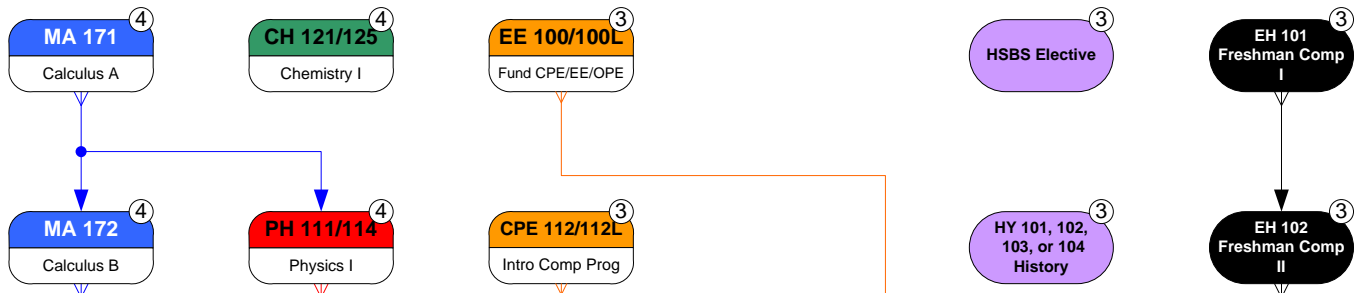 4
MA 171
Calculus A
4
CH 121/125
Chemistry I
3
EE 100/100L
Fund CPE/EE/OPE
3
HSBS Elective
3
EH 101
Freshman Comp
I
4
MA 172
Calculus B
4
PH 111/114
Physics I
3
CPE 112/112L
Intro Comp Prog
3
HY 101, 102,
103, or 104
History
3
EH 102
Freshman Comp
II